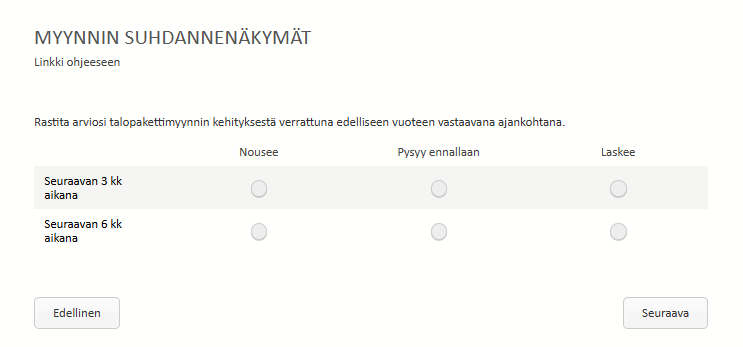 MYYNNIN SUHDANNENÄKYMÄT
Linkki ohjeeseen
Rastita arviosi talopakettimyynnin kehityksestä verrattuna edelliseen vuoteen vastaavana ajankohtana.
Nousee Pysyy ennallaan Laskee
Seuraavan 3 kk
aikana
Seuraavan 6 kk
aikana
Edellinen Seuraava